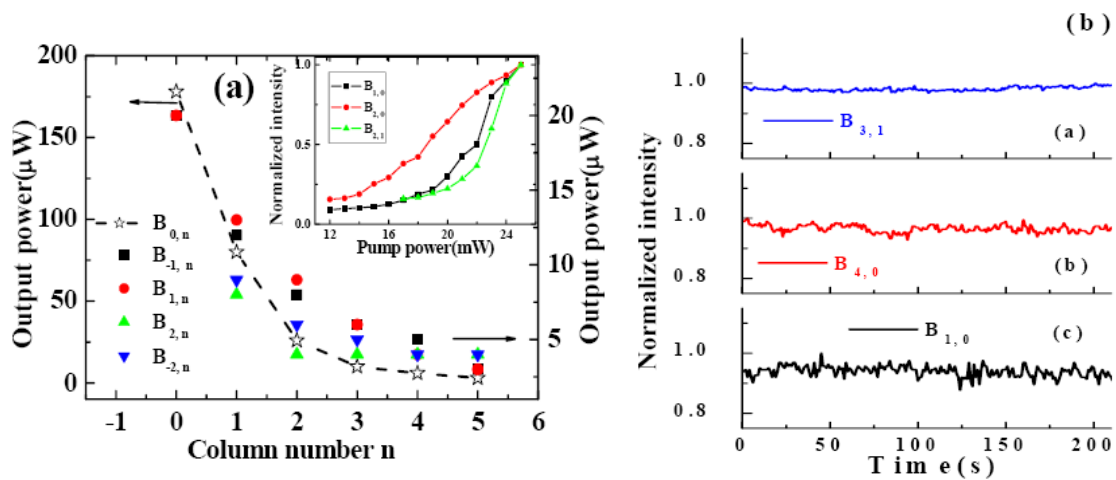 (a)
200
150
100
50
0
Output power(μW)
-1 0 1 2 3 4 5 6
Column number n
20
15
10
5
Output power(μW)
B0, n
B-1, n
B1,n
B2,n
B-2,n
1.0
0.5
0.0
Normalized intensity
B1,0
B2,0
B2,1
12 16 20 24
Pump power(mW)
(b)
1.0
0.8
B3,1
(a)
1.0
0.8
B4,0
(b)
1.0
0.8
B1,0
(c)
Normalized intensity
0 50 100 150 200
Time(s)